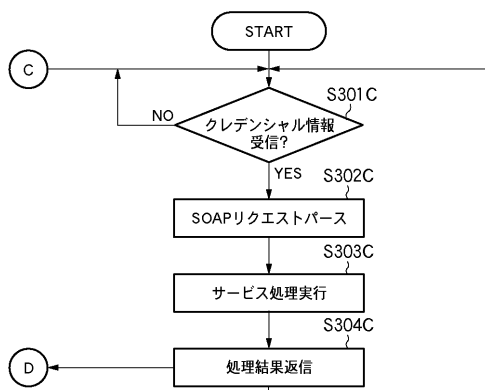 START
C
S301C
クレデンシャル情報
受信?
NO
YES
S302C
SOAPリクエストパース
S303C
サービス処理実行
S304C
処理結果返信
D